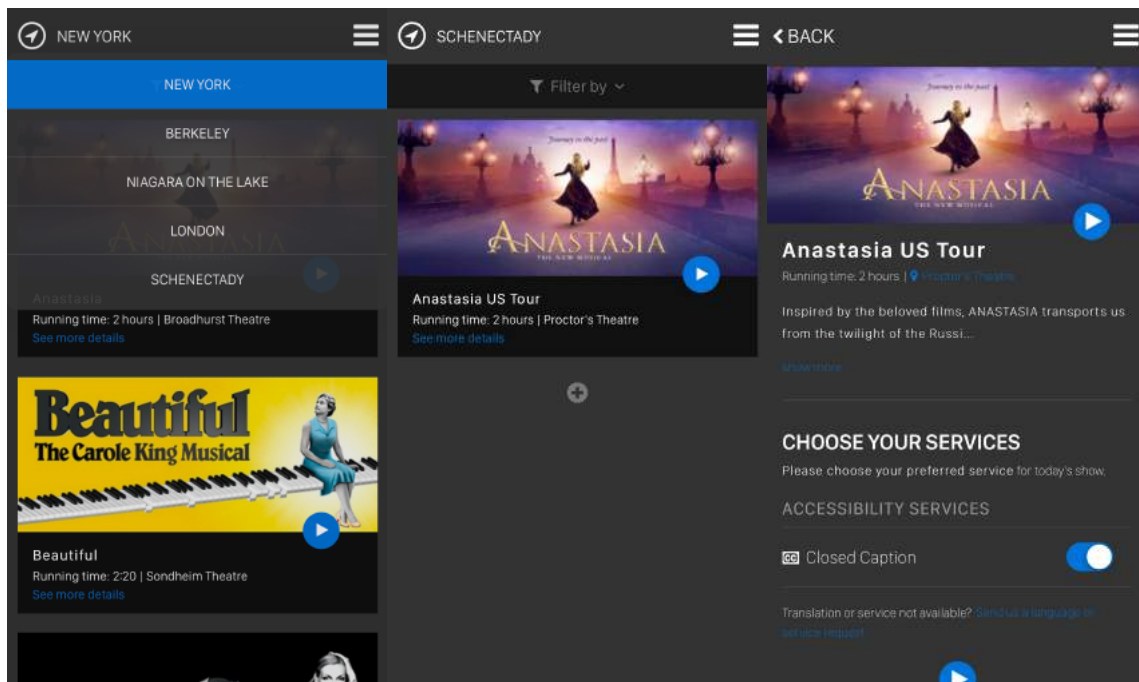 NEW YORK
NEW YORK
BERKELEY
NIAGARA ON THE LAKE
LONDON
SCHENECTADY
ANASTASIA
Anastasia
Running time: 2 hours | Broadhurst Theatre
See more details
Beautiful
The Carole King Musical
Beautiful
Running time: 2:20 | Sondheim Theatre
See more details
SCHENECTADY
Filter by
Journey to the past
ANASTASIA
THE NEW MUSICAL
Anastasia US Tour
Running time: 2 hours | Proctor's Theatre
See more details
BACK
Journey to the past
ANASTASIA
THE NEW MUSICAL
Anastasia US Tour
Running time: 2 hours | Proctor's Theatre
Inspired by the beloved films, ANASTASIA transports us
from the twilight of the Russi...
show more
CHOOSE YOUR SERVICES
Please choose your preferred service for today's show.
ACCESSIBILITY SERVICES
CC Closed Caption
Translation or service not available? Send us a language or
service request